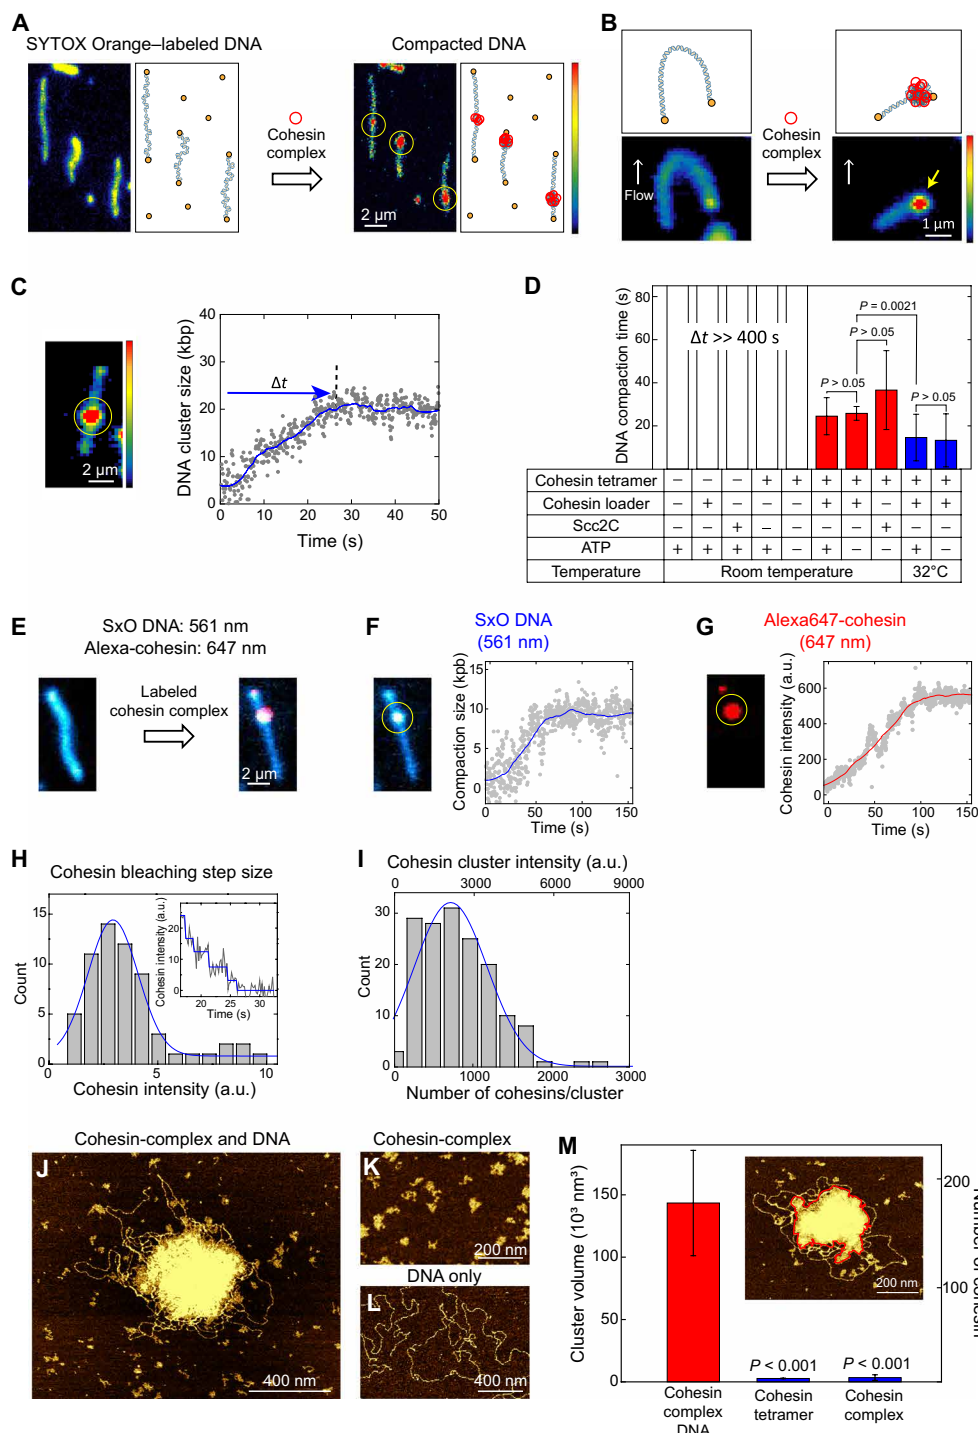 A
SYTOX Orange–labeled DNA
Compacted DNA
Cohesin
complex
2 µm
B
Cohesin
complex
Flow
1 µm
C
2 µm
DNA cluster size (kbp)
40
30
20
10
0
Δt
0 10 20 30 40 50
Time (s)
D
DNA compaction time (s)
80
60
40
20
Δt >> 400 s
P = 0.0021
P > 0.05
P > 0.05
P > 0.05
Cohesin tetramer – – – + + + + + + +
Cohesin loader – + – – – + + – + +
Scc2C – – + – – – – + – –
ATP + + + + – + – – + –
Temperature Room temperature 32°C
E
SxO DNA: 561 nm
Alexa-cohesin: 647 nm
Labeled
cohesin complex
2 µm
F
SxO DNA
(561 nm)
Compaction size (kpb)
15
10
5
0
0 50 100 150
Time (s)
G
Alexa647-cohesin
(647 nm)
Cohesin intensity (a.u.)
600
400
200
0
0 50 100 150
Time (s)
H
Cohesin bleaching step size
Count
15
10
5
0
0 5 10
Cohesin intensity (a.u.)
Cohesin intensity (a.u.)
20
10
0
20 25 30
Time (s)
I
Cohesin cluster intensity (a.u.)
0 3000 6000 9000
Count
30
20
10
0
0 1000 2000 3000
Number of cohesins/cluster
Cohesin-complex and DNA
J
400 nm
Cohesin-complex
K
200 nm
DNA only
L
400 nm
M
Cluster volume (10³ nm³)
150
100
50
0
200
100
Number of cohesin
200 nm
P < 0.001
P < 0.001
Cohesin
complex
DNA
Cohesin
tetramer
Cohesin
complex